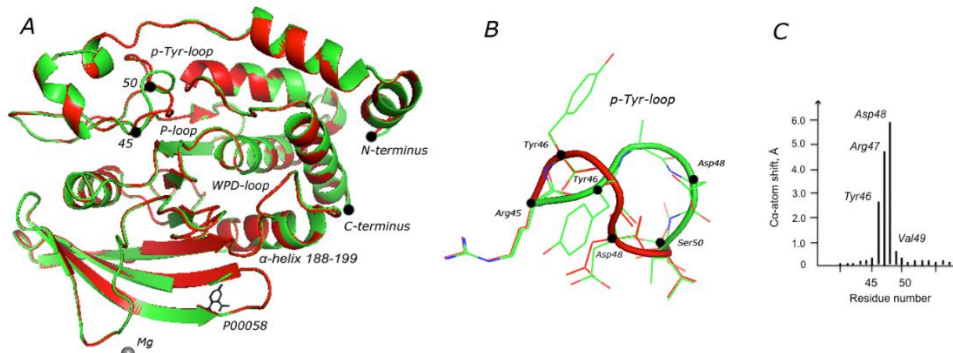 A
p-Tyr-loop
50
P-loop
45
N-terminus
WPD-loop
C-terminus
α-helix 188-199
P00058
Mg
B
p-Tyr-loop
Tyr46
Asp48
Tyr46
Arg45
Ser50
Asp48
C
Cα-atom shift, Å
Asp48
6.0
Arg47
5.0
4.0
3.0
Tyr46
2.0
Val49
1.0
0.0
45 50
Residue number